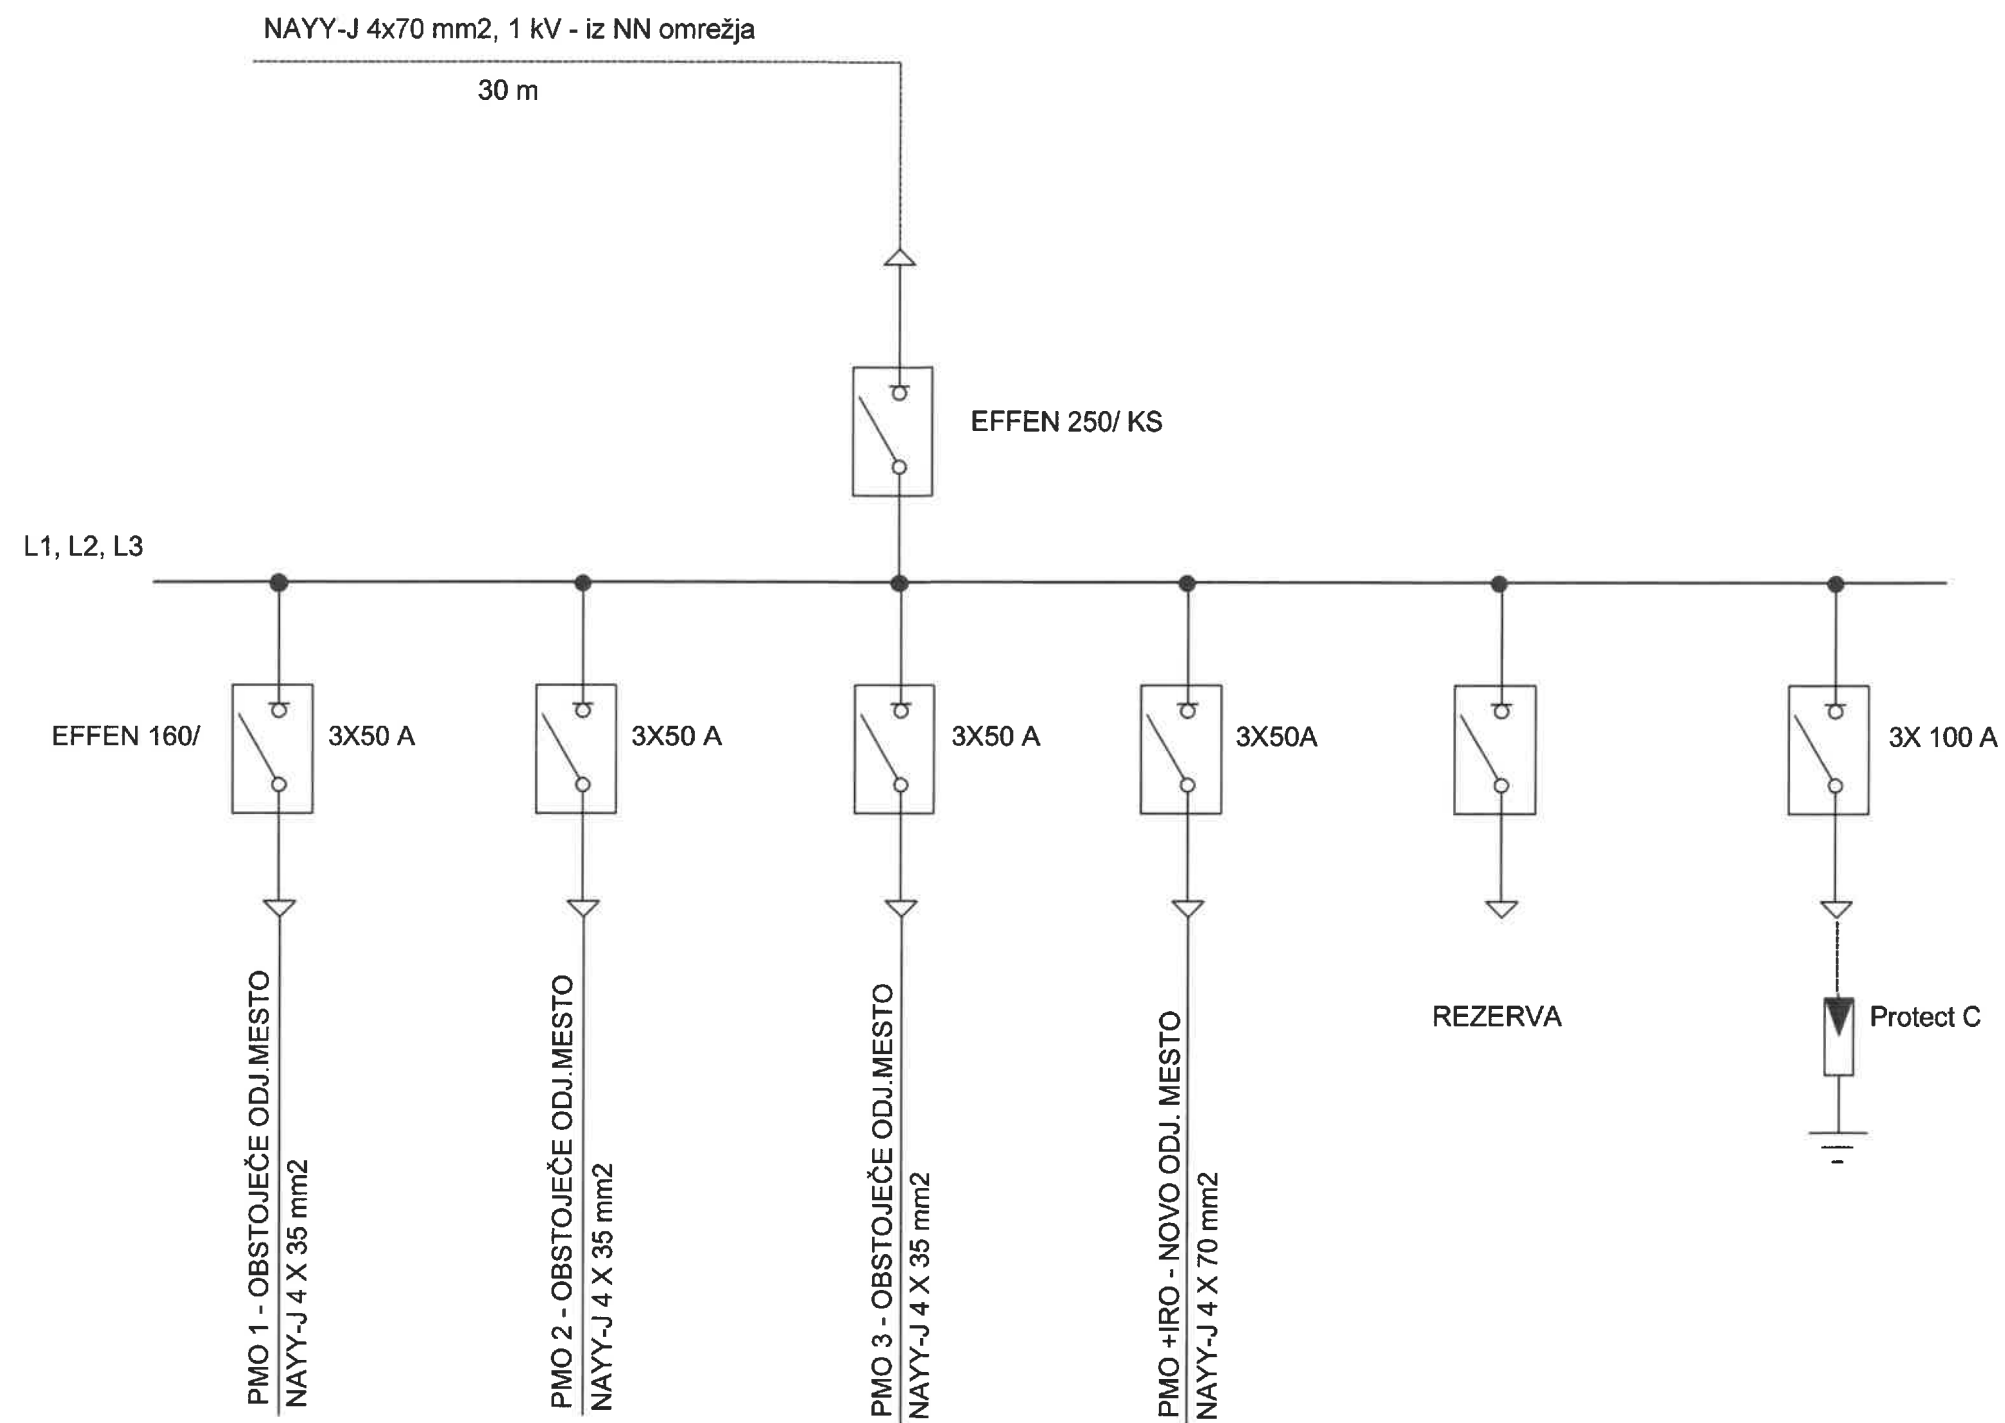 NAYY-J 4x70 mm2, 1 kV - iz NN omrežja
30 m
EFFEN 250/ KS
L1, L2, L3
EFFEN 160/
3X50 A
3X50 A
3X50 A
3X50A
3X 100 A
PMO 1 - OBSTOJEČE ODJ.MESTO
NAYY-J 4 X 35 mm2
PMO 2 - OBSTOJEČE ODJ.MESTO
NAYY-J 4 X 35 mm2
PMO 3 - OBSTOJEČE ODJ.MESTO
NAYY-J 4 X 35 mm2
PMO +IRO - NOVO ODJ. MESTO
NAYY-J 4 X 70 mm2
REZERVA
Protect C